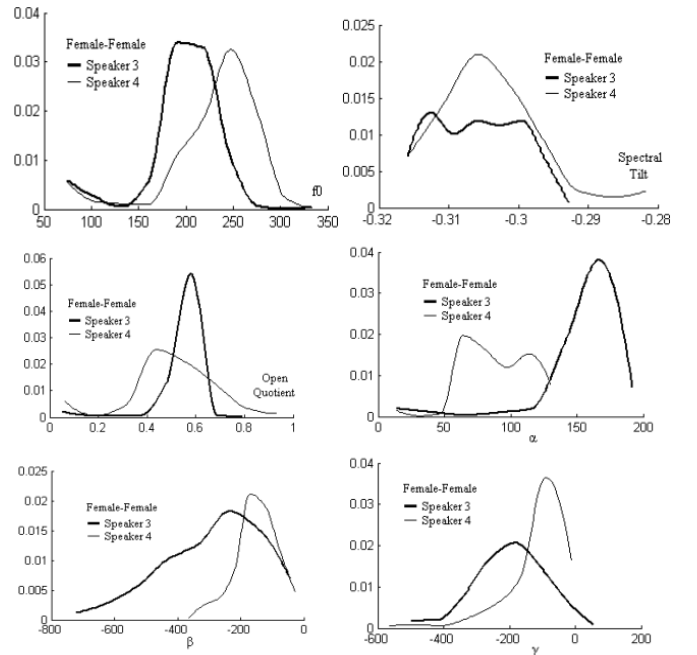 0.04
0.03
0.02
0.01
0
50 100 150 200 250 300 350
Female-Female
Speaker 3
Speaker 4
f0
0.025
0.02
0.015
0.01
0.005
0
-0.32 -0.31 -0.3 -0.29 -0.28
Female-Female
Speaker 3
Speaker 4
Spectral
Tilt
0.06
0.05
0.04
0.03
0.02
0.01
0
0 0.2 0.4 0.6 0.8 1
Female-Female
Speaker 3
Speaker 4
Open
Quotient
0.04
0.03
0.02
0.01
0
0 50 100 150 200
Female-Female
Speaker 3
Speaker 4
α
0.025
0.02
0.015
0.01
0.005
0
-800 -600 -400 -200 0
Female-Female
Speaker 3
Speaker 4
β
0.04
0.03
0.02
0.01
0
-600 -400 -200 0 200
Female-Female
Speaker 3
Speaker 4
γ